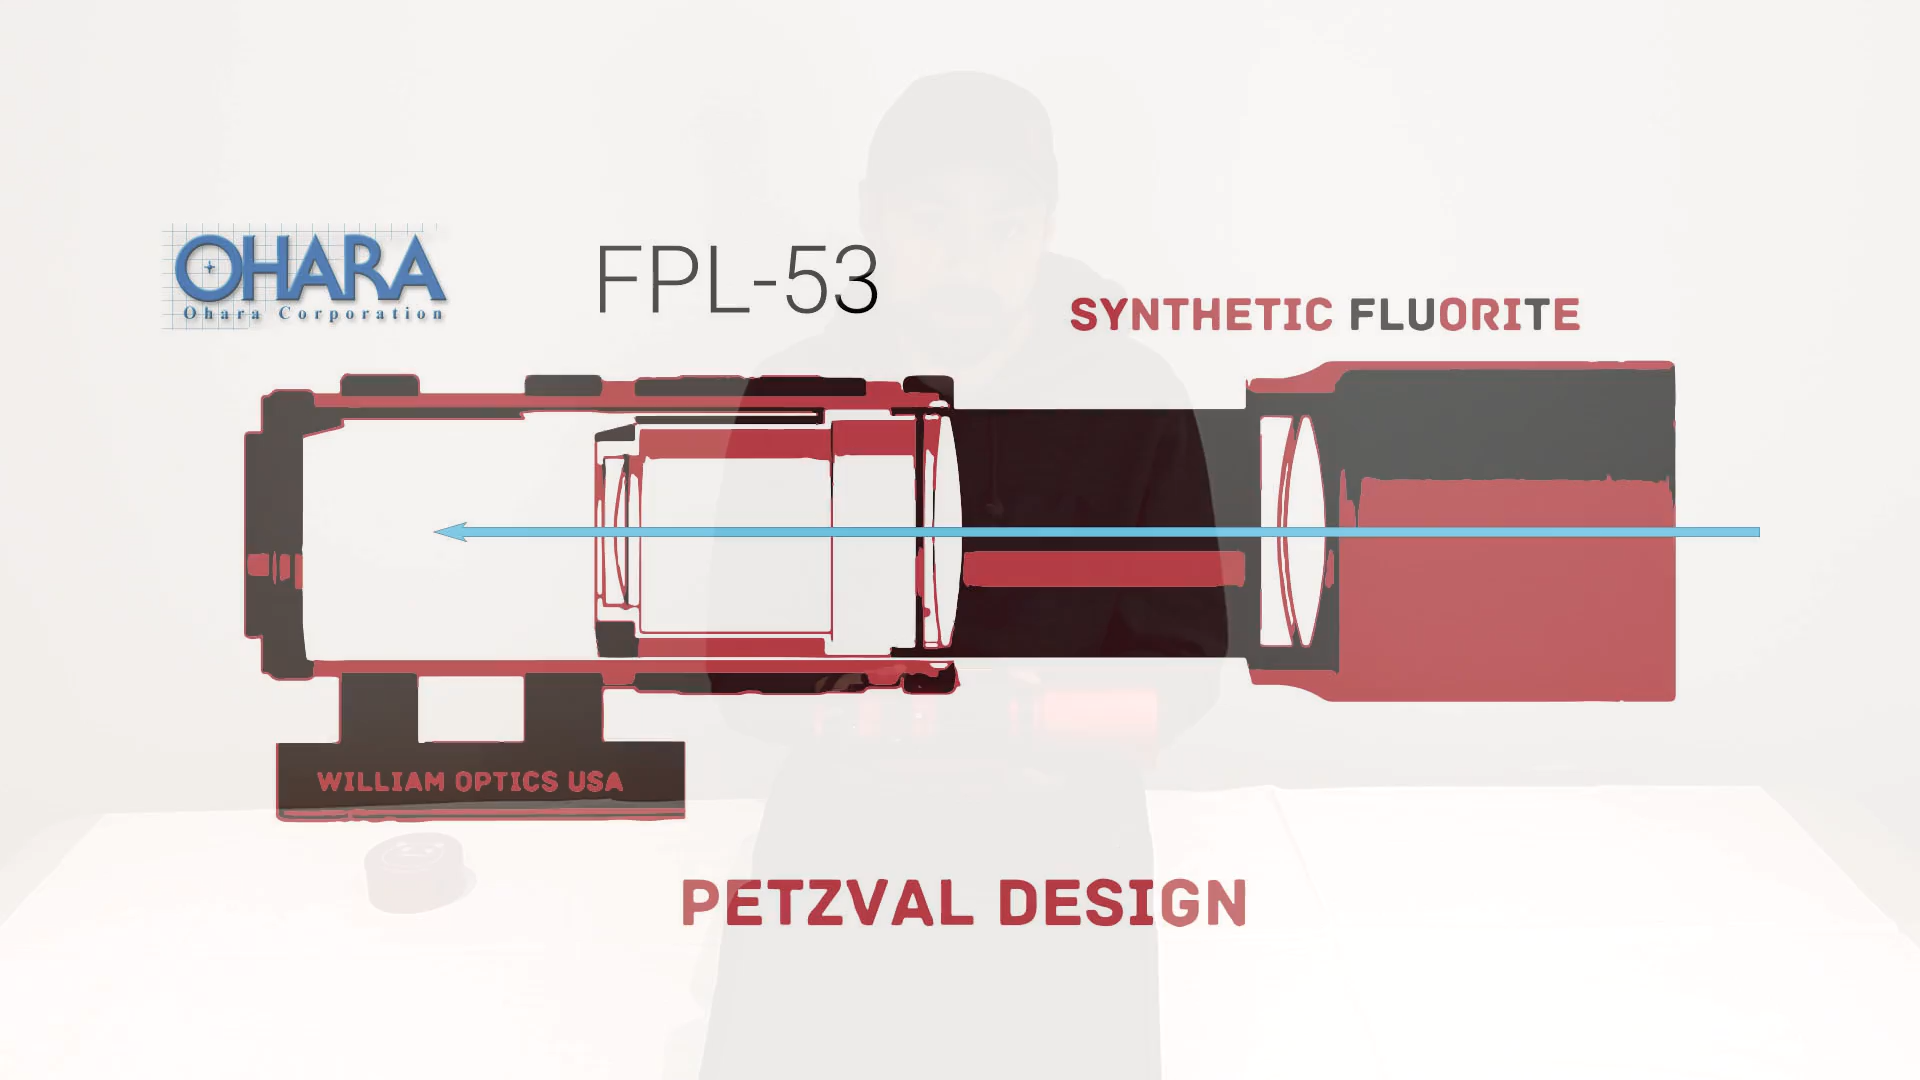 OHARA
Ohara Corporation
FPL-53
SYNTHETIC FLUORITE
WILLIAM OPTICS USA
PETZVAL DESIGN